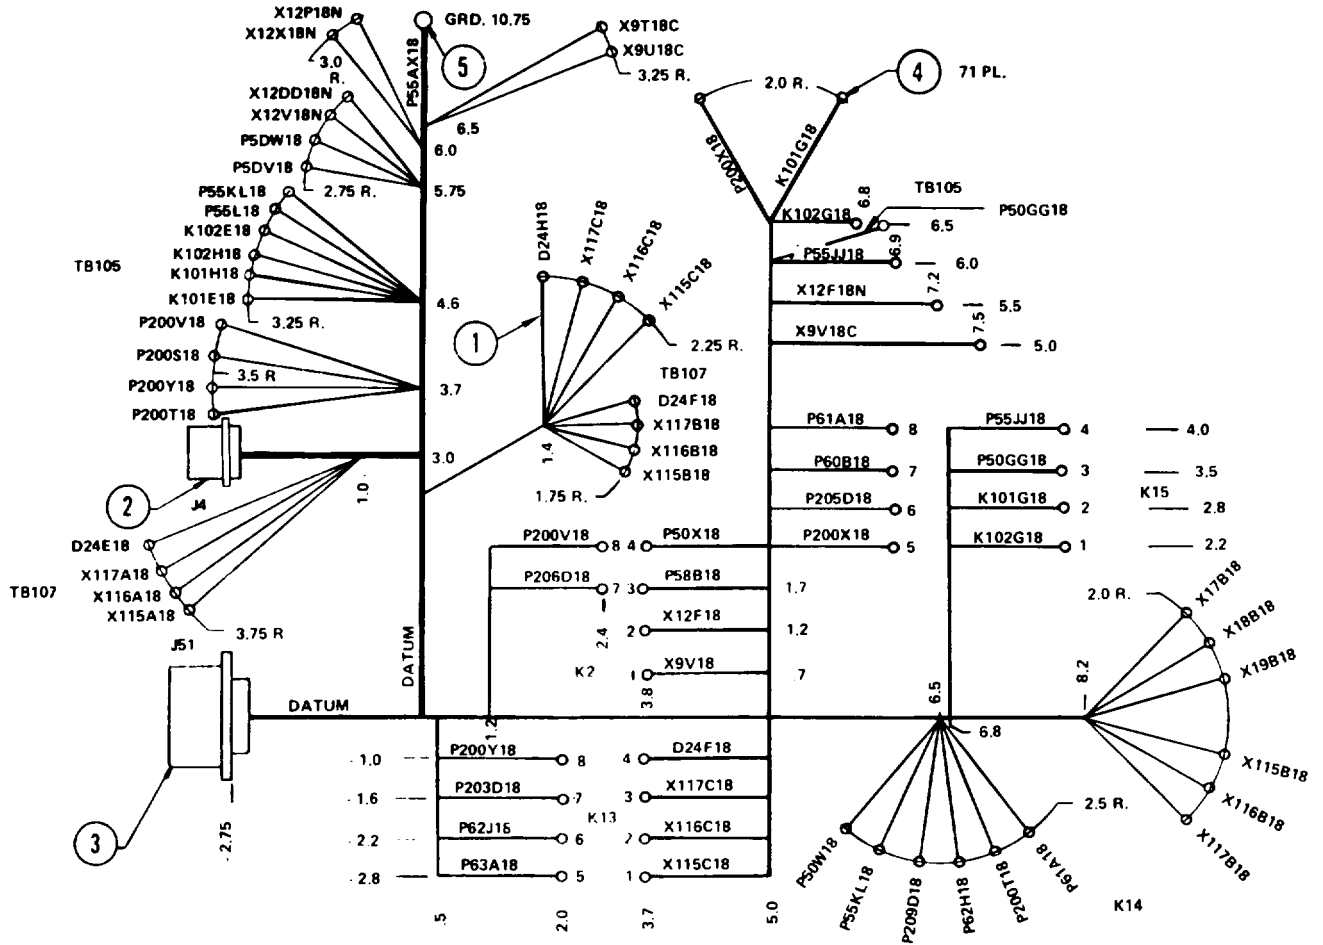 X12P18N
X12X18N
3.0
R.
GRD. 10.75
5
P55AX18
X9T18C
X9U18C
3.25 R.
6.5
6.0
X12DD18N
X12V18N
P5DW18
P5DV18
2.75 R.
5.75
P55KL18
P55L18
K102E18
K102H18
K101H18
K101E18
TB105
3.25 R.
4.6
P200V18
P200S18
P200Y18
P200T18
3.5 R
3.7
3.0
J4
2
1.0
D24E18
X117A18
X116A18
X115A18
TB107
3.75 R
D24H18
X117C18
X116C18
X115C18
1
2.25 R.
TB107
D24F18
X117B18
X116B18
X115B18
1.4
1.75 R.
2.0 R.
4
71 PL.
P200X18
K101G18
K102G18
6.8
TB105
P50GG18
6.5
P55JJ18
6.9
6.0
X12F18N
7.2
5.5
X9V18C
7.5
5.0
P61A18
8
P60B18
7
P205D18
6
P200X18
5
P55JJ18
4
4.0
P50GG18
3
3.5
K15
K101G18
2
2.8
K102G18
1
2.2
P200V18
8
4
P50X18
P206D18
7
3
P58B18
1.7
2.4
2
X12F18
1.2
K2
1
X9V18
.7
3.8
J51
DATUM
DATUM
3
2.75
1.2
6.5
6.8
8.2
2.0 R.
X17B18
X18B18
X19B18
X115B18
X116B18
X117B18
1.0
P200Y18
8
4
D24F18
1.6
P203D18
7
K13
3
X117C18
2.2
P62J18
6
2
X116C18
2.8
P63A18
5
1
X115C18
.5
2.0
3.7
5.0
2.5 R.
P50W18
P55KL18
P209D18
P62H18
P200T18
P61A18
K14